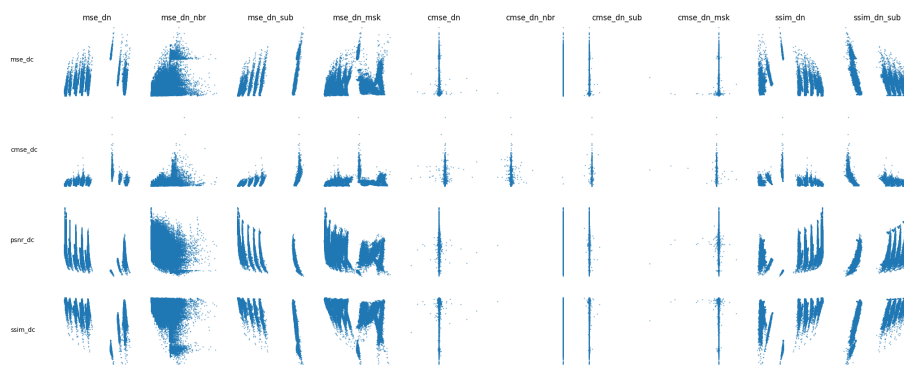 mse_dn mse_dn_nbr mse_dn_sub mse_dn_msk cmse_dn cmse_dn_nbr cmse_dn_sub cmse_dn_msk ssim_dn ssim_dn_sub
mse_dc
cmse_dc
psnr_dc
ssim_dc